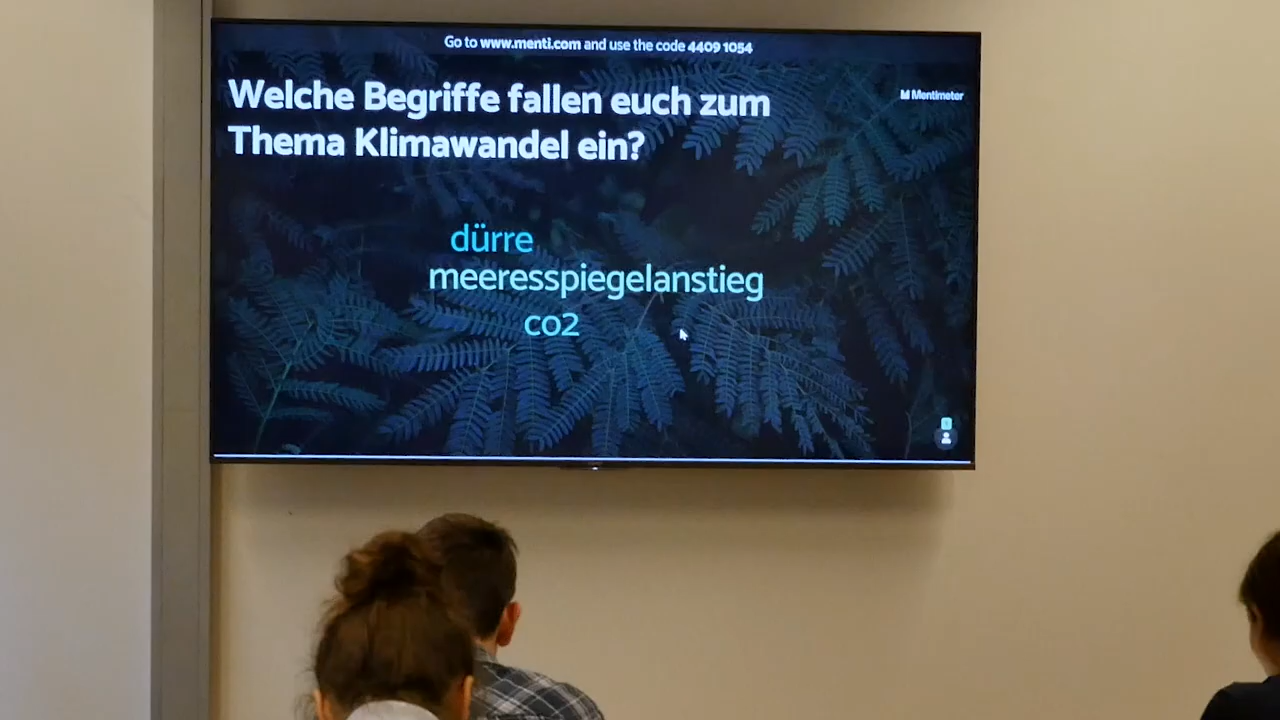 Go to www.menti.com and use the code 4409 1054
Welche Begriffe fallen euch zum
Thema Klimawandel ein?
Mentimeter
dürre
meeresspiegelanstieg
co2